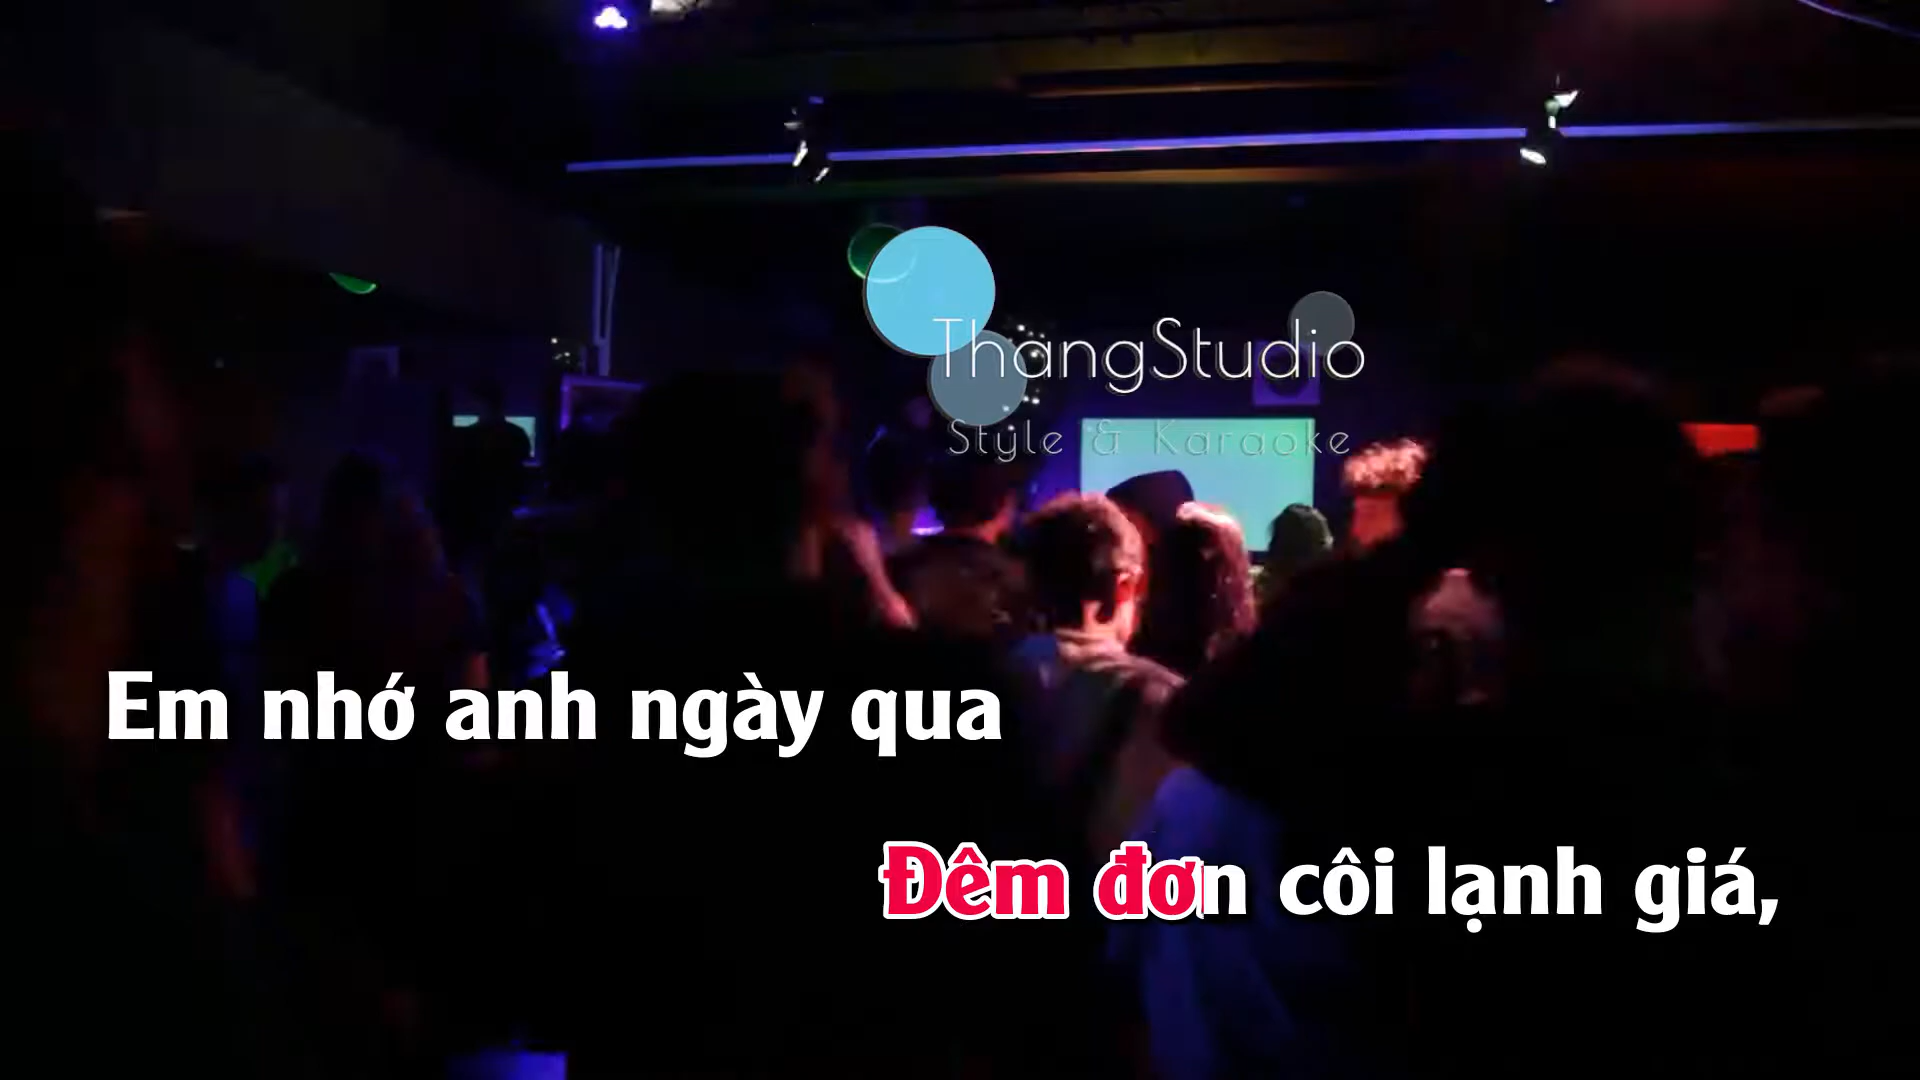 ThangStudio
Style & Karaoke
Em nhớ anh ngày qua
Đêm đơn côi lạnh giá,